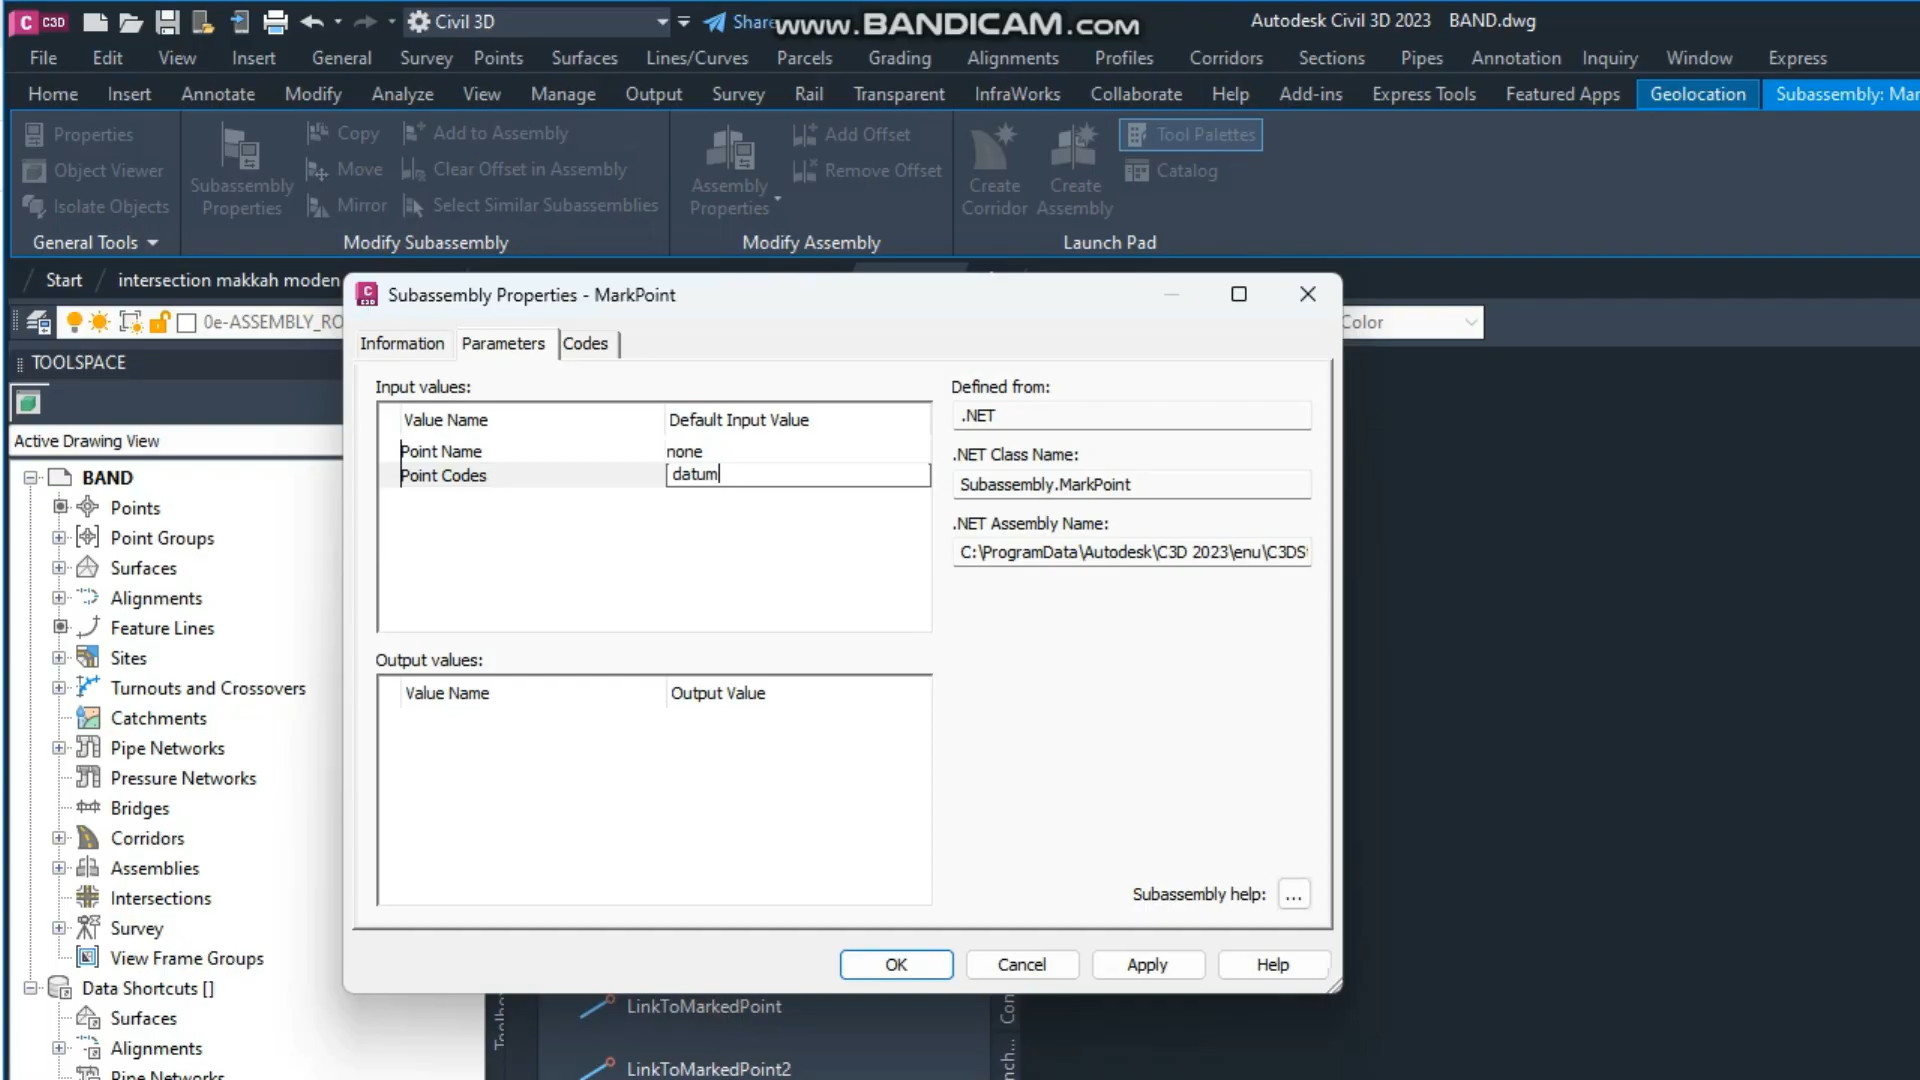 C3D
Civil 3D
Share
www.BANDICAM.com
Autodesk Civil 3D 2023 BAND.dwg
File Edit View Insert General Survey Points Surfaces Lines/Curves Parcels Grading Alignments Profiles Corridors Sections Pipes Annotation Inquiry Window Express
Home Insert Annotate Modify Analyze View Manage Output Survey Rail Transparent InfraWorks Collaborate Help Add-ins Express Tools Featured Apps Geolocation Subassembly: Mar
Properties
Object Viewer
Isolate Objects
General Tools
Subassembly
Properties
Copy
Move
Mirror
Add to Assembly
Clear Offset in Assembly
Select Similar Subassemblies
Modify Subassembly
Assembly
Properties
Add Offset
Remove Offset
Modify Assembly
Create
Corridor
Create
Assembly
Tool Palettes
Catalog
Launch Pad
Start
intersection makkah moden
0e-ASSEMBLY_RO
Color
TOOLSPACE
Active Drawing View
BAND
Points
Point Groups
Surfaces
Alignments
Feature Lines
Sites
Turnouts and Crossovers
Catchments
Pipe Networks
Pressure Networks
Bridges
Corridors
Assemblies
Intersections
Survey
View Frame Groups
Data Shortcuts []
Surfaces
Alignments
Pipe Networks
Subassembly Properties - MarkPoint
Information Parameters Codes
Input values:
Value Name Default Input Value
Point Name none
Point Codes datum
Output values:
Value Name Output Value
Defined from:
.NET
.NET Class Name:
Subassembly.MarkPoint
.NET Assembly Name:
C:\ProgramData\Autodesk\C3D 2023\enu\C3DS
Subassembly help: ...
OK Cancel Apply Help
LinkToMarkedPoint
LinkToMarkedPoint2